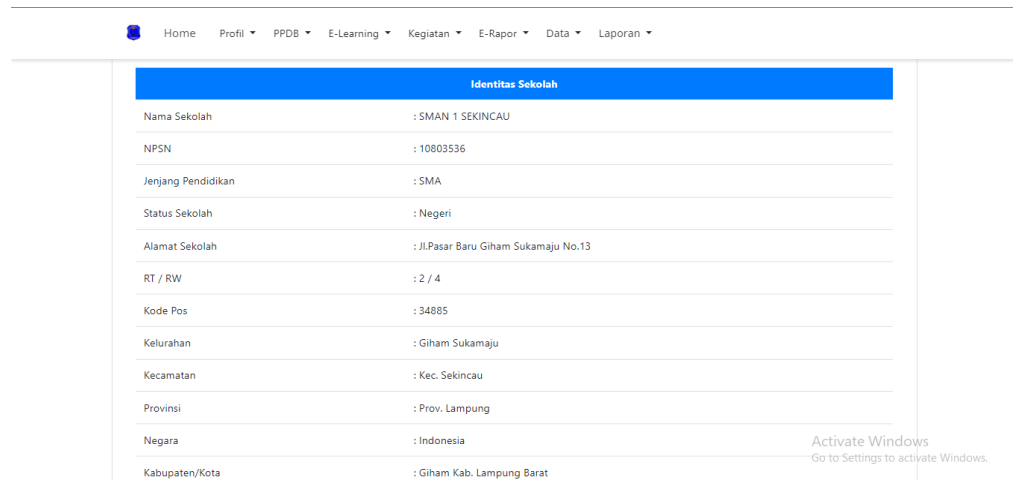 Home Profil PPDB E-Learning Kegiatan E-Rapor Data Laporan
Identitas Sekolah
Nama Sekolah : SMAN 1 SEKINCAU
NPSN : 10803536
Jenjang Pendidikan : SMA
Status Sekolah : Negeri
Alamat Sekolah : Jl.Pasar Baru Giham Sukamaju No.13
RT / RW : 2 / 4
Kode Pos : 34885
Kelurahan : Giham Sukamaju
Kecamatan : Kec. Sekincau
Provinsi : Prov. Lampung
Negara : Indonesia
Kabupaten/Kota : Giham Kab. Lampung Barat
Activate Windows
Go to Settings to activate Windows.